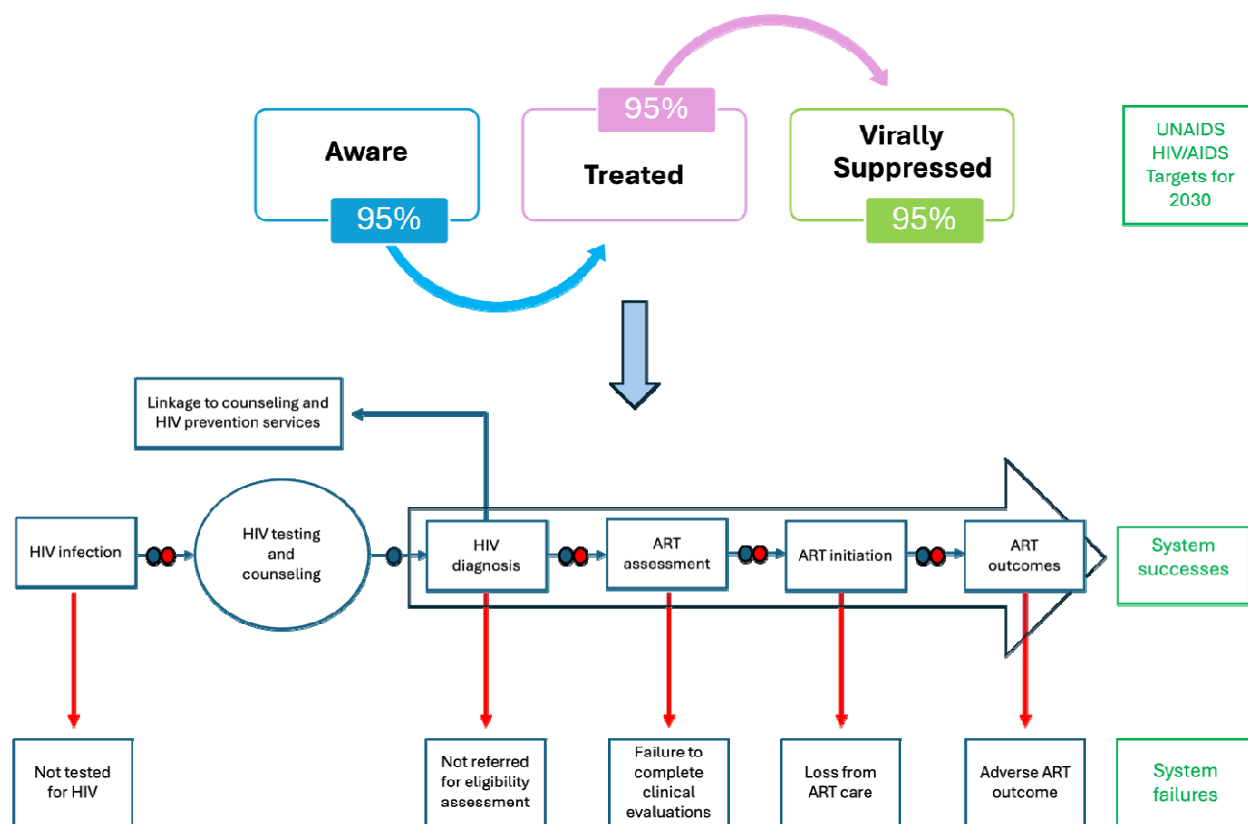 95%
Aware
Treated
Virally
Suppressed
95%
95%
UNAIDS
HIV/AIDS
Targets for
2030
Linkage to counseling and
HIV prevention services
HIV infection
HIV testing
and
counseling
HIV
diagnosis
ART
assessment
ART initiation
ART
outcomes
System
successes
Not tested
for HIV
Not referred
for eligibility
assessment
Failure to
complete
clinical
evaluations
Loss from
ART care
Adverse ART
outcome
System
failures